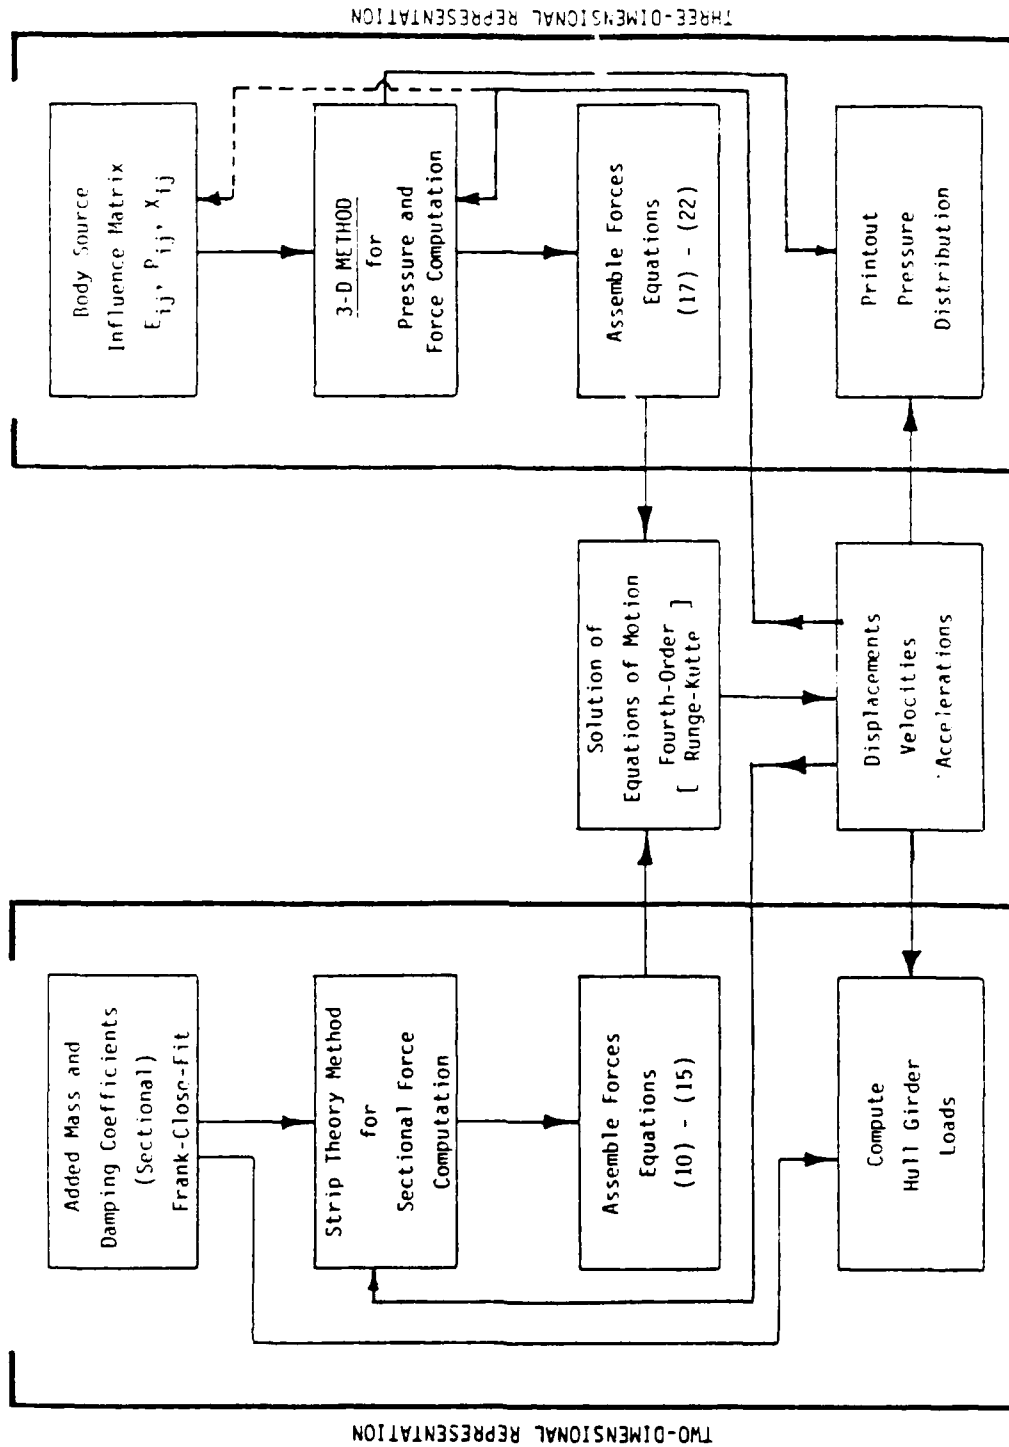 TWO-DIMENSIONAL REPRESENTATION
Added Mass and
Damping Coefficients
(Sectional)
Frank-Close-Fit
Strip Theory Method
for
Sectional Force
Computation
Assemble Forces
Equations
(10) - (15)
Compute
Hull Girder
Loads
Solution of
Equations of Motion
Fourth-Order
[ Runge-Kutte ]
Displacements
Velocities
Accelerations
THREE-DIMENSIONAL REPRESENTATION
Body Source
Influence Matrix
Eij, Pij, Xij
3-D METHOD
for
Pressure and
Force Computation
Assemble Forces
Equations
(17) - (22)
Printout
Pressure
Distribution